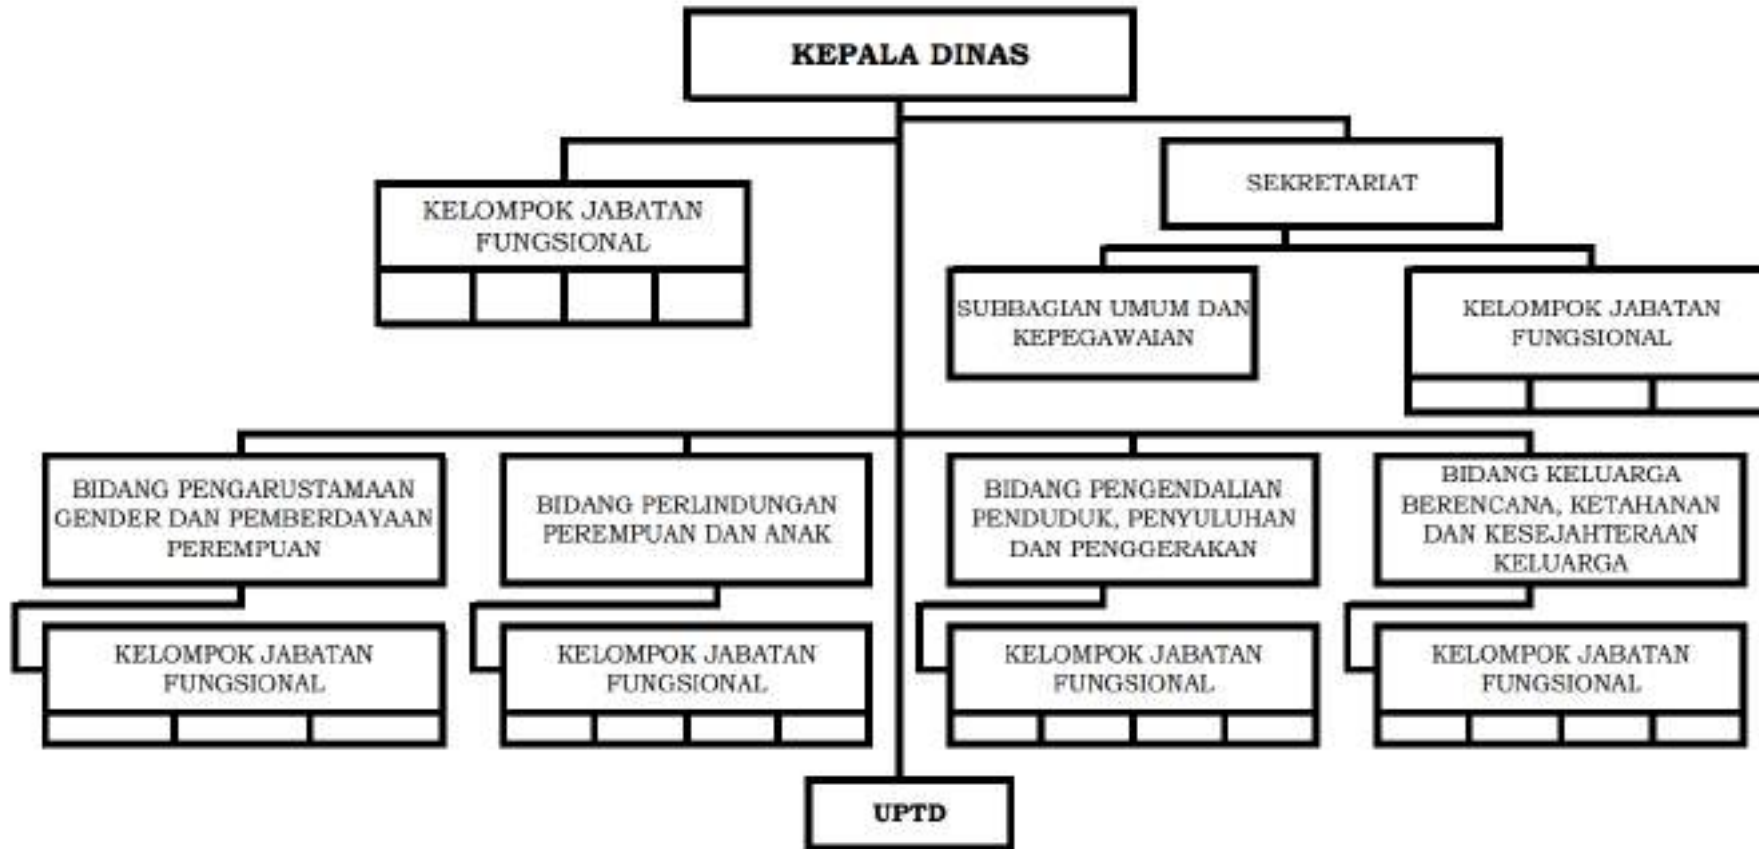 KEPALA DINAS
SEKRETARIAT
KELOMPOK JABATAN
FUNGSIONAL
SUBBAGIAN UMUM DAN
KEPEGAWAIAN
KELOMPOK JABATAN
FUNGSIONAL
BIDANG PENGARUSTAMAAN
GENDER DAN PEMBERDAYAAN
PEREMPUAN
BIDANG PERLINDUNGAN
PEREMPUAN DAN ANAK
BIDANG PENGENDALIAN
PENDUDUK, PENYULUHAN
DAN PENGGERAKAN
BIDANG KELUARGA
BERENCANA, KETAHANAN
DAN KESEJAHTERAAN
KELUARGA
KELOMPOK JABATAN
FUNGSIONAL
KELOMPOK JABATAN
FUNGSIONAL
KELOMPOK JABATAN
FUNGSIONAL
KELOMPOK JABATAN
FUNGSIONAL
UPTD